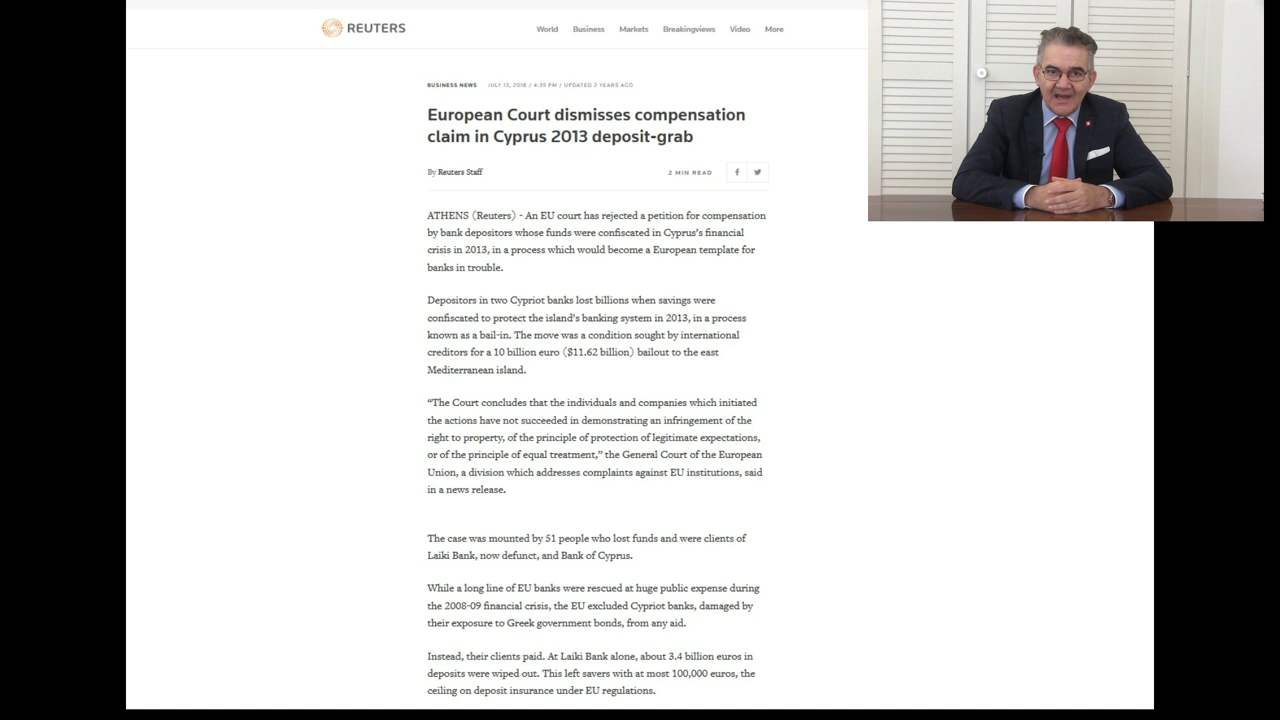 REUTERS
World Business Markets Breakingviews Video More
BUSINESS NEWS JULY 13, 2018 / 4:39 PM / UPDATED 2 YEARS AGO
European Court dismisses compensation
claim in Cyprus 2013 deposit-grab
By Reuters Staff
2 MIN READ
ATHENS (Reuters) - An EU court has rejected a petition for compensation
by bank depositors whose funds were confiscated in Cyprus’s financial
crisis in 2013, in a process which would become a European template for
banks in trouble.
Depositors in two Cypriot banks lost billions when savings were
confiscated to protect the island’s banking system in 2013, in a process
known as a bail-in. The move was a condition sought by international
creditors for a 10 billion euro ($11.62 billion) bailout to the east
Mediterranean island.
“The Court concludes that the individuals and companies which initiated
the actions have not succeeded in demonstrating an infringement of the
right to property, of the principle of protection of legitimate expectations,
or of the principle of equal treatment,” the General Court of the European
Union, a division which addresses complaints against EU institutions, said
in a news release.
The case was mounted by 51 people who lost funds and were clients of
Laiki Bank, now defunct, and Bank of Cyprus.
While a long line of EU banks were rescued at huge public expense during
the 2008-09 financial crisis, the EU excluded Cypriot banks, damaged by
their exposure to Greek government bonds, from any aid.
Instead, their clients paid. At Laiki Bank alone, about 3.4 billion euros in
deposits were wiped out. This left savers with at most 100,000 euros, the
ceiling on deposit insurance under EU regulations.